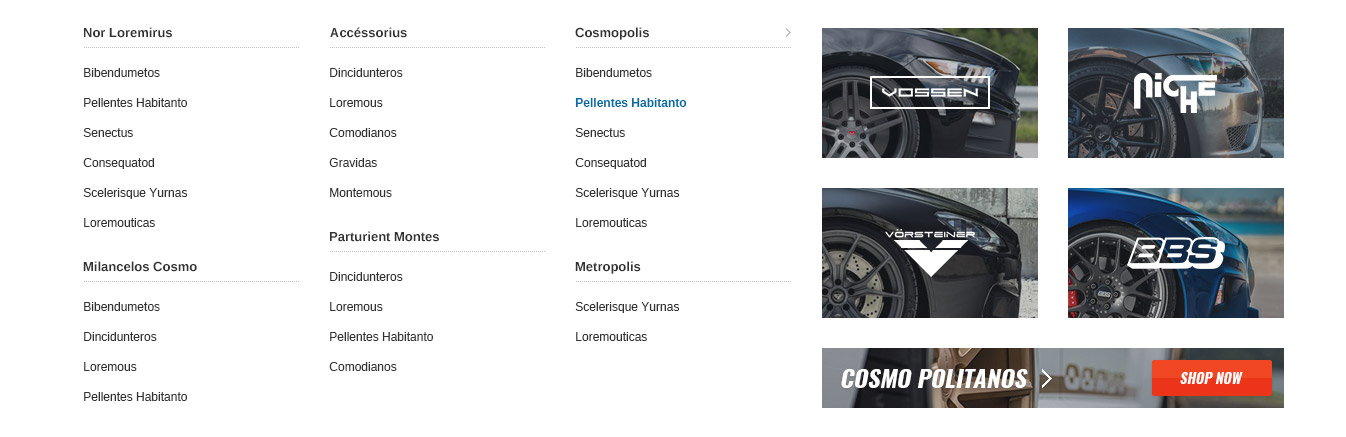 Nor Loremirus
Bibendumetos
Pellentes Habitanto
Senectus
Consequatod
Scelerisque Yurnas
Loremouticas
Milancelos Cosmo
Bibendumetos
Dincidunteros
Loremous
Pellentes Habitanto
Accéssorius
Dincidunteros
Loremous
Comodianos
Gravidas
Montemous
Parturient Montes
Dincidunteros
Loremous
Pellentes Habitanto
Comodianos
Cosmopolis
Bibendumetos
Pellentes Habitanto
Senectus
Consequatod
Scelerisque Yurnas
Loremouticas
Metropolis
Scelerisque Yurnas
Loremouticas
VOSSEN
NICHE
VÖRSTEINER
BBS
COSMO POLITANOS
SHOP NOW